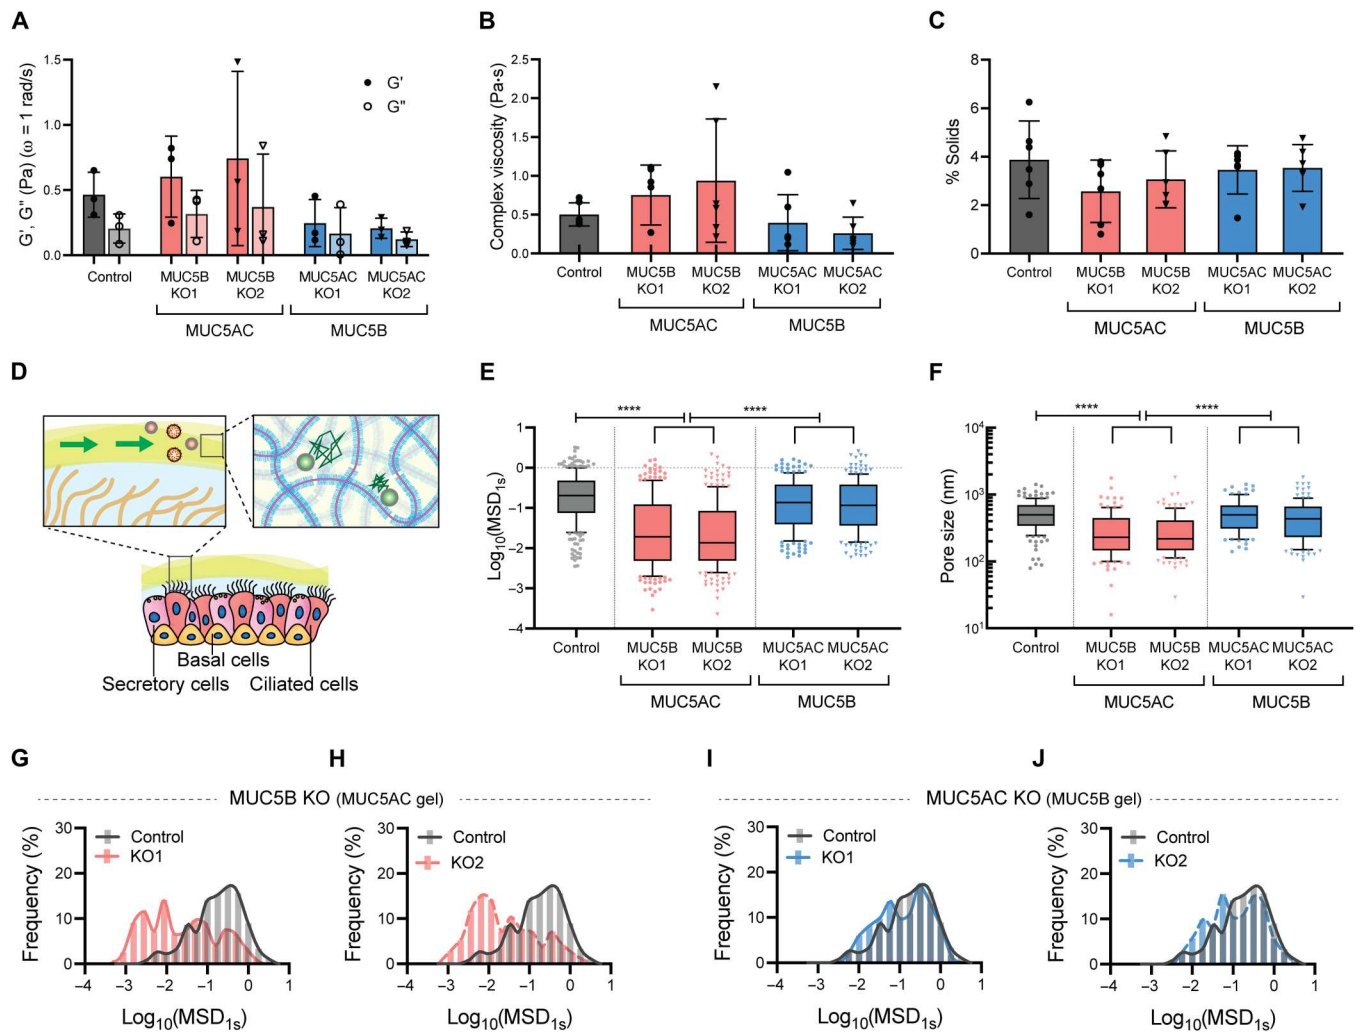 A
G', G" (Pa) (ω = 1 rad/s)
1.5
1.0
0.5
0.0
G'
G"
Control
MUC5B KO1
MUC5B KO2
MUC5AC KO1
MUC5AC KO2
MUC5AC
MUC5B
B
Complex viscosity (Pa·s)
2.5
2.0
1.5
1.0
0.5
0.0
Control
MUC5B KO1
MUC5B KO2
MUC5AC KO1
MUC5AC KO2
MUC5AC
MUC5B
C
% Solids
8
6
4
2
0
Control
MUC5B KO1
MUC5B KO2
MUC5AC KO1
MUC5AC KO2
MUC5AC
MUC5B
D
Basal cells
Secretory cells
Ciliated cells
E
Log10(MSD1s)
****
****
1
0
–1
–2
–3
–4
Control
MUC5B KO1
MUC5B KO2
MUC5AC KO1
MUC5AC KO2
MUC5AC
MUC5B
F
Pore size (nm)
****
****
10⁴
10³
10²
10¹
Control
MUC5B KO1
MUC5B KO2
MUC5AC KO1
MUC5AC KO2
MUC5AC
MUC5B
G
H
MUC5B KO (MUC5AC gel)
Frequency (%)
30
20
10
0
Control
KO1
–4 –3 –2 –1 0 1
Log10(MSD1s)
Frequency (%)
30
20
10
0
Control
KO2
–4 –3 –2 –1 0 1
Log10(MSD1s)
I
J
MUC5AC KO (MUC5B gel)
Frequency (%)
30
20
10
0
Control
KO1
–4 –3 –2 –1 0 1
Log10(MSD1s)
Frequency (%)
30
20
10
0
Control
KO2
–4 –3 –2 –1 0 1
Log10(MSD1s)